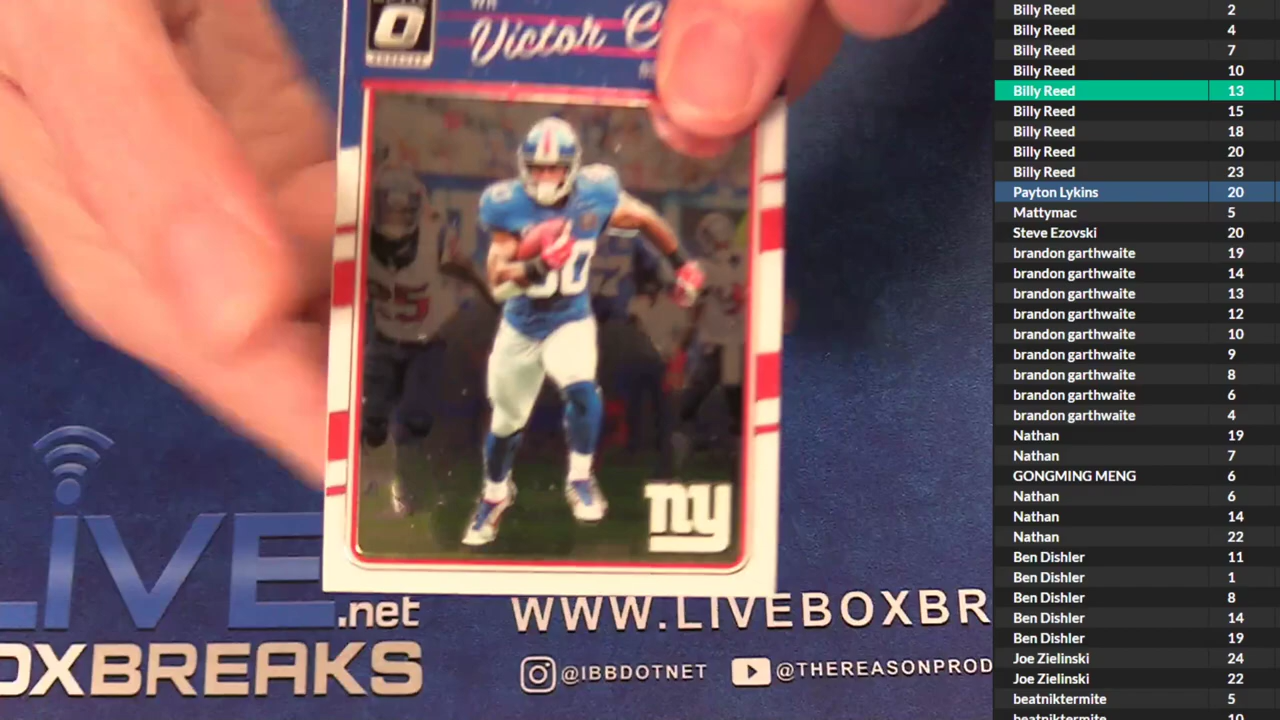 WR
Victor C
80
25
ny
LIVE.net
OXBREAKS
WWW.LIVEBOXBR
@IBBDOTNET
@THEREASONPROD
Billy Reed 2
Billy Reed 4
Billy Reed 7
Billy Reed 10
Billy Reed 13
Billy Reed 15
Billy Reed 18
Billy Reed 20
Billy Reed 23
Payton Lykins 20
Mattymac 5
Steve Ezovski 20
brandon garthwaite 19
brandon garthwaite 14
brandon garthwaite 13
brandon garthwaite 12
brandon garthwaite 10
brandon garthwaite 9
brandon garthwaite 8
brandon garthwaite 6
brandon garthwaite 4
Nathan 19
Nathan 7
GONGMING MENG 6
Nathan 6
Nathan 14
Nathan 22
Ben Dishler 11
Ben Dishler 1
Ben Dishler 8
Ben Dishler 14
Ben Dishler 19
Joe Zielinski 24
Joe Zielinski 22
beatniktermite 5
beatniktermite 10